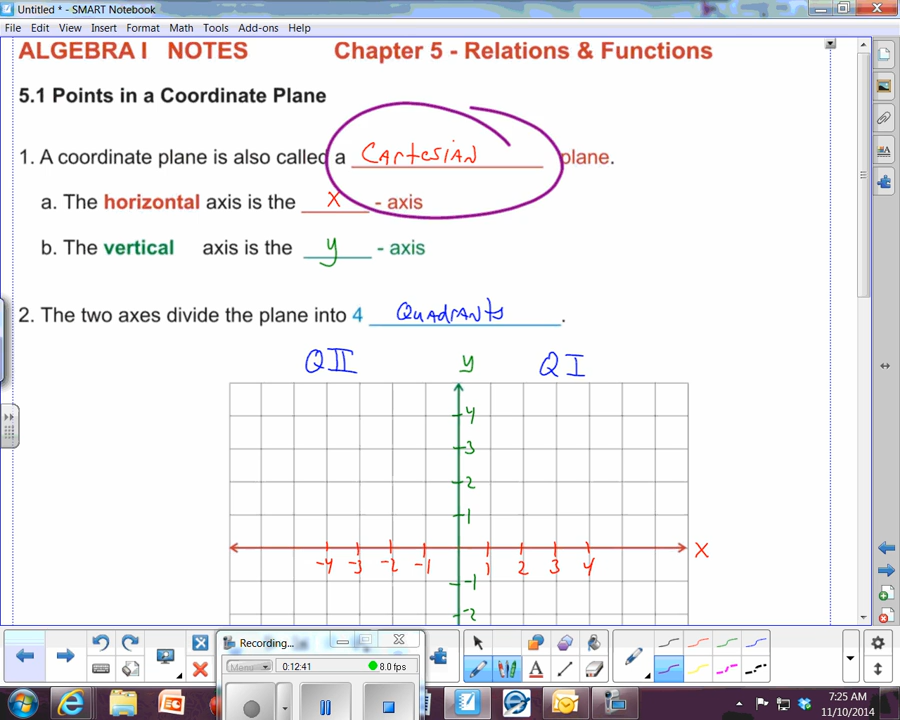 Untitled * - SMART Notebook
File Edit View Insert Format Math Tools Add-ons Help
ALGEBRA I NOTES Chapter 5 - Relations & Functions
5.1 Points in a Coordinate Plane
1. A coordinate plane is also called a Cartesian plane.
a. The horizontal axis is the x - axis
b. The vertical axis is the y - axis
2. The two axes divide the plane into 4 Quadrants.
QII y QI
4
3
2
1
x
-4 -3 -2 -1 1 2 3 4
-1
-2
Recording...
Menu 0:12:41 8.0 fps
A
7:25 AM
11/10/2014